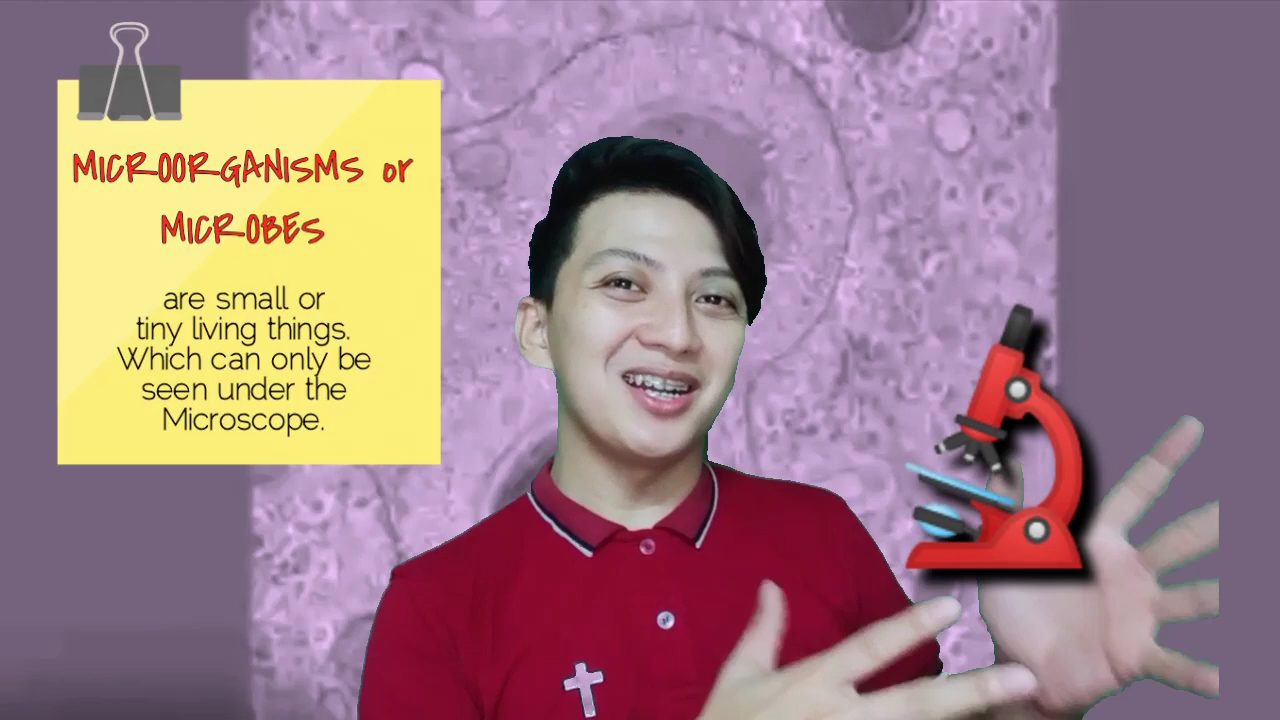 MICROORGANISMS or
MICROBES
are small or
tiny living things.
Which can only be
seen under the
Microscope.